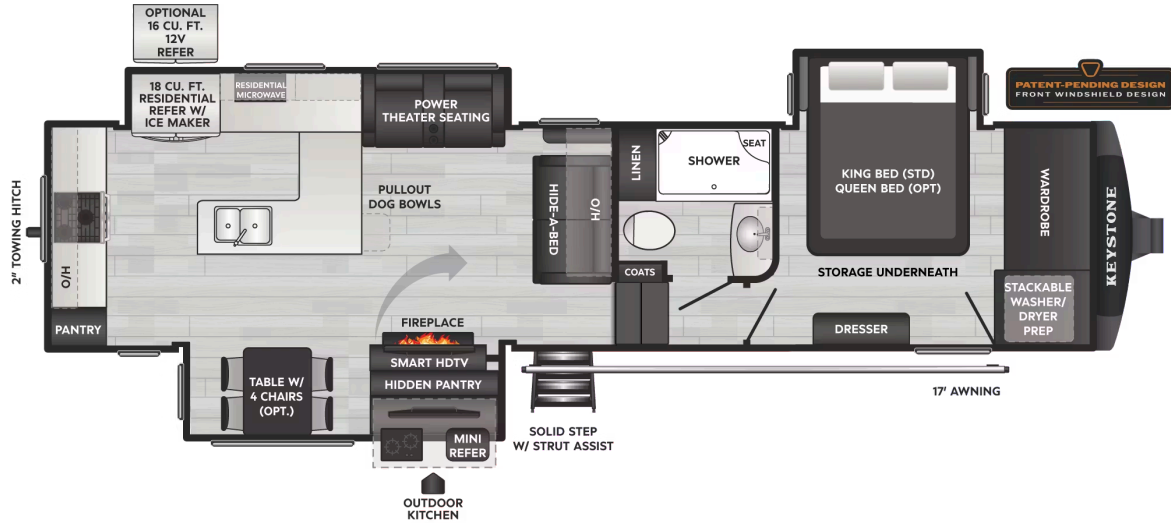 OPTIONAL
16 CU. FT.
12V
REFER
18 CU. FT.
RESIDENTIAL
REFER W/
ICE MAKER
RESIDENTIAL
MICROWAVE
POWER
THEATER SEATING
PULLOUT
DOG BOWLS
2" TOWING HITCH
O/H
PANTRY
HIDE-A-BED
O/H
LINEN
SHOWER
SEAT
COATS
KING BED (STD)
QUEEN BED (OPT)
STORAGE UNDERNEATH
DRESSER
PATENT-PENDING DESIGN
FRONT WINDSHIELD DESIGN
WARDROBE
KEYSTONE
STACKABLE
WASHER/
DRYER
PREP
FIREPLACE
SMART HDTV
HIDDEN PANTRY
TABLE W/
4 CHAIRS
(OPT.)
MINI
REFER
OUTDOOR
KITCHEN
SOLID STEP
W/ STRUT ASSIST
17' AWNING